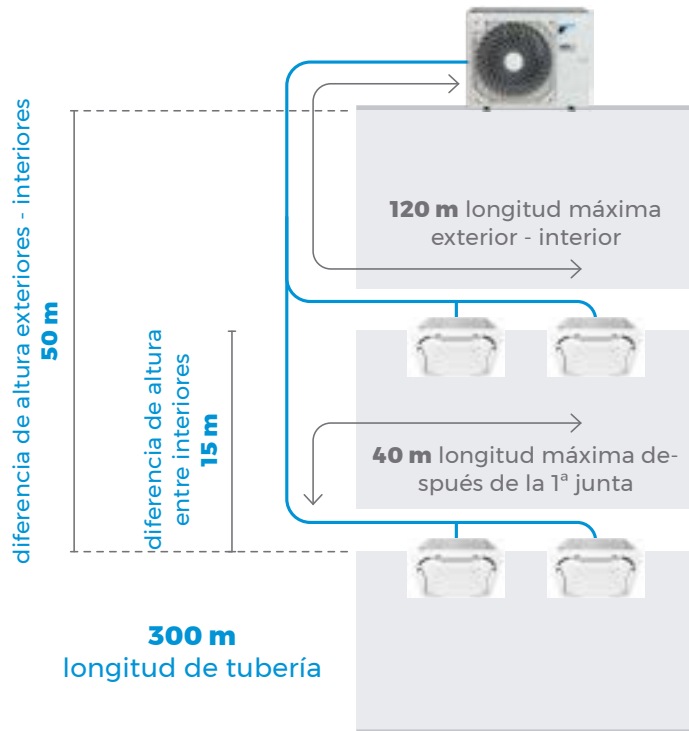 diferencia de altura exteriores - interiores
50 m
120 m longitud máxima
exterior - interior
diferencia de altura
entre interiores
15 m
40 m longitud máxima de-
spués de la 1ª junta
300 m
longitud de tubería